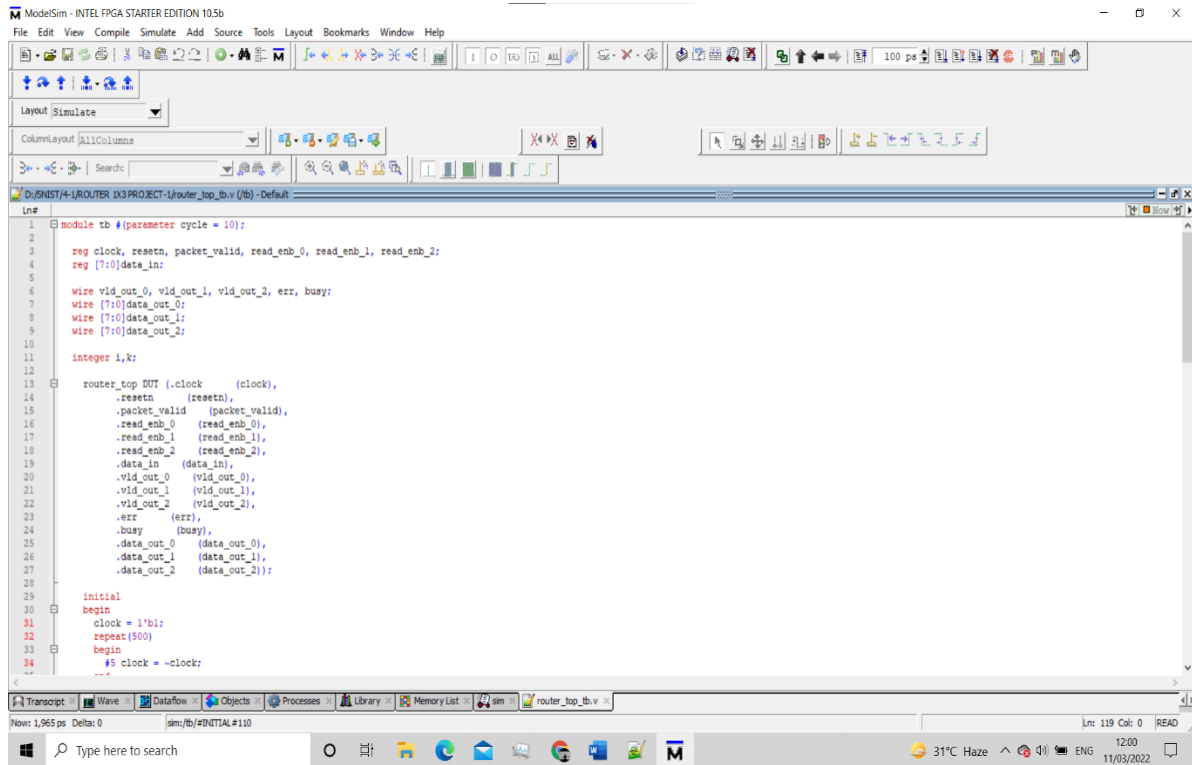 ModelSim - INTEL FPGA STARTER EDITION 10.5b
File Edit View Compile Simulate Add Source Tools Layout Bookmarks Window Help
100 ps
Layout Simulate
ColumnLayout AllColumns
Search:
D:/SNIST/4-1/ROUTER 1X3 PROJECT-1/router_top_tb.v (/tb) - Default
Ln#
Now
1 module tb #(parameter cycle = 10);
2
3 reg clock, resetn, packet_valid, read_enb_0, read_enb_1, read_enb_2;
4 reg [7:0]data_in;
5
6 wire vld_out_0, vld_out_1, vld_out_2, err, busy;
7 wire [7:0]data_out_0;
8 wire [7:0]data_out_1;
9 wire [7:0]data_out_2;
10
11 integer i,k;
12
13 router_top DUT (.clock (clock),
14 .resetn (resetn),
15 .packet_valid (packet_valid),
16 .read_enb_0 (read_enb_0),
17 .read_enb_1 (read_enb_1),
18 .read_enb_2 (read_enb_2),
19 .data_in (data_in),
20 .vld_out_0 (vld_out_0),
21 .vld_out_1 (vld_out_1),
22 .vld_out_2 (vld_out_2),
23 .err (err),
24 .busy (busy),
25 .data_out_0 (data_out_0),
26 .data_out_1 (data_out_1),
27 .data_out_2 (data_out_2));
28
29 initial
30 begin
31 clock = 1'b1;
32 repeat(500)
33 begin
34 #5 clock = ~clock;
Transcript Wave Dataflow Objects Processes Library Memory List sim router_top_tb.v
Now: 1,965 ps Delta: 0 sim:/tb/#INITIAL#110 Ln: 119 Col: 0 READ
Type here to search 31°C Haze ENG 12:00
11/03/2022